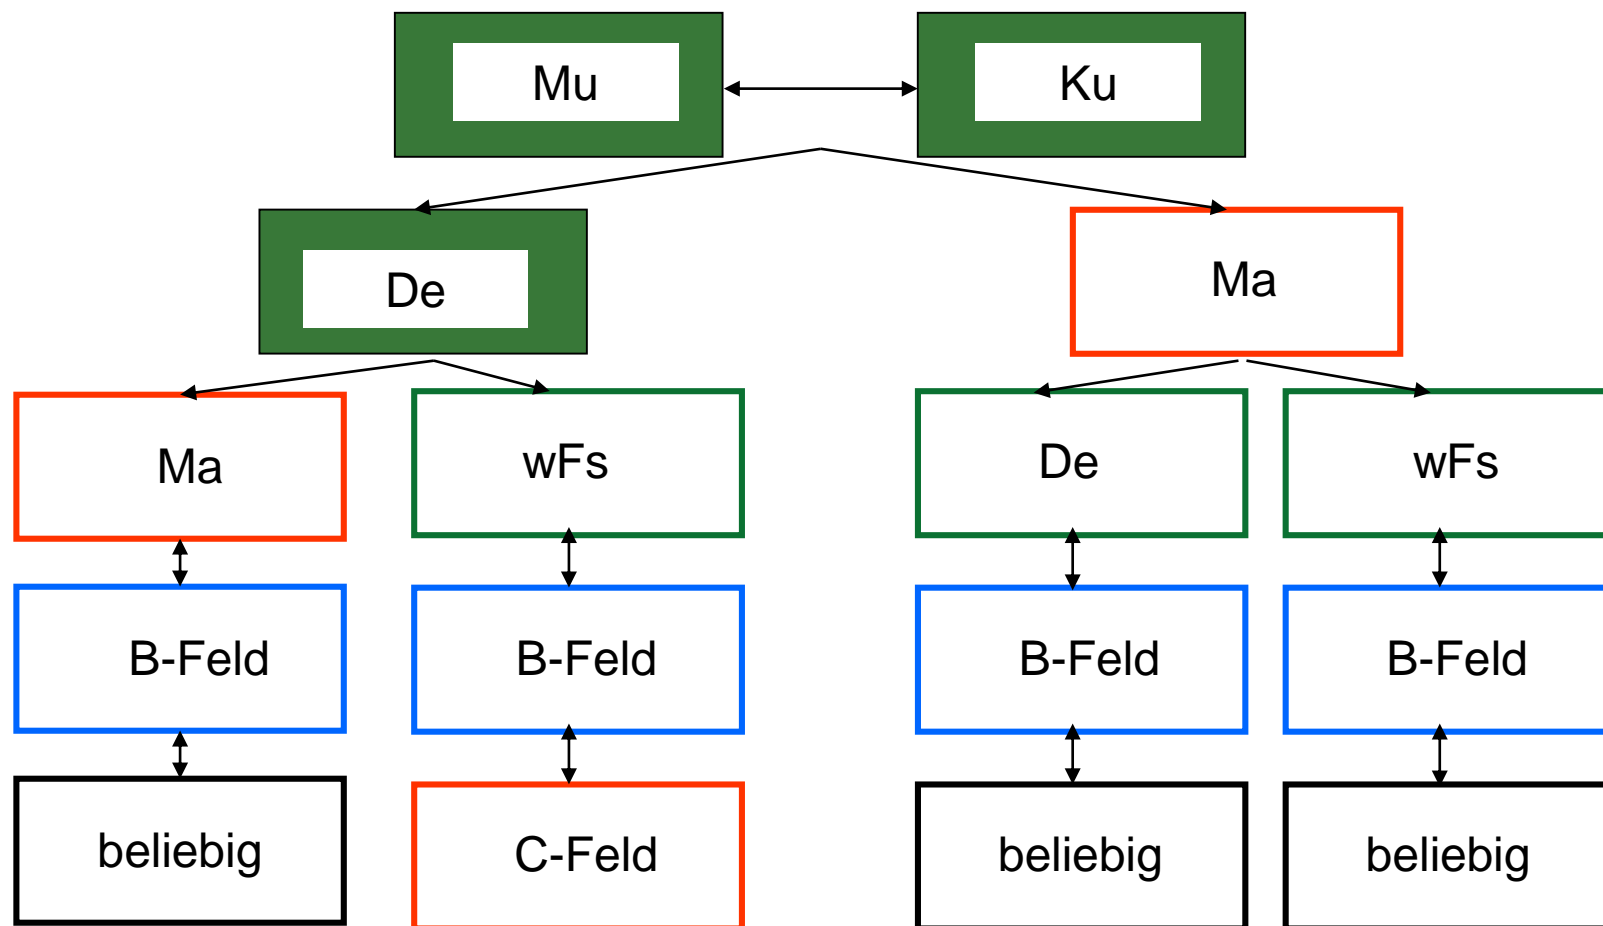 Mu
Ku
De
Ma
Ma
wFs
De
wFs
B-Feld
B-Feld
B-Feld
B-Feld
beliebig
C-Feld
beliebig
beliebig